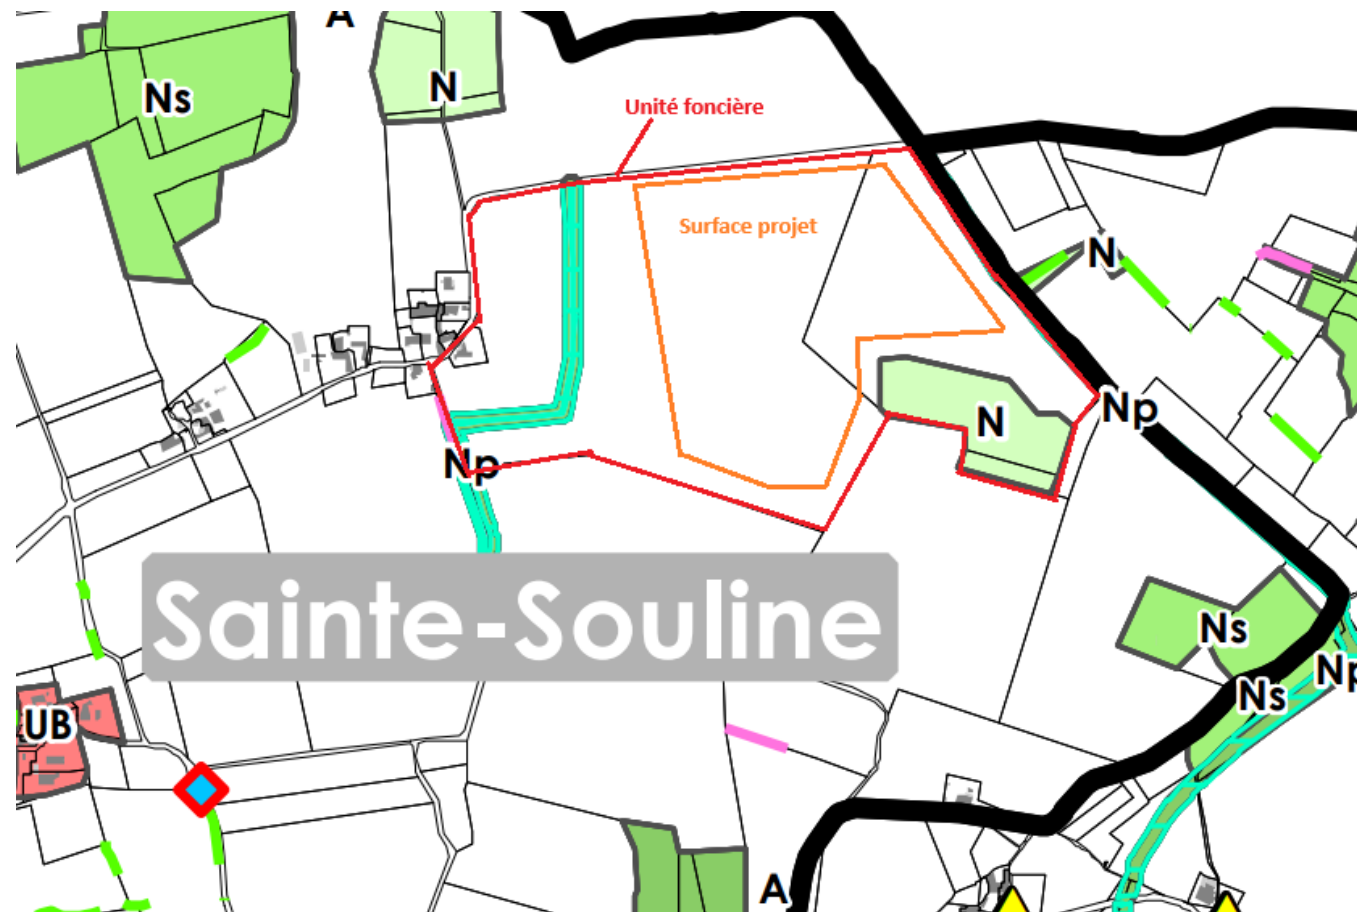 A
Ns
N
Unité foncière
Surface projet
N
N
Np
Np
Sainte-Souline
Ns
Np
Ns
UB
A